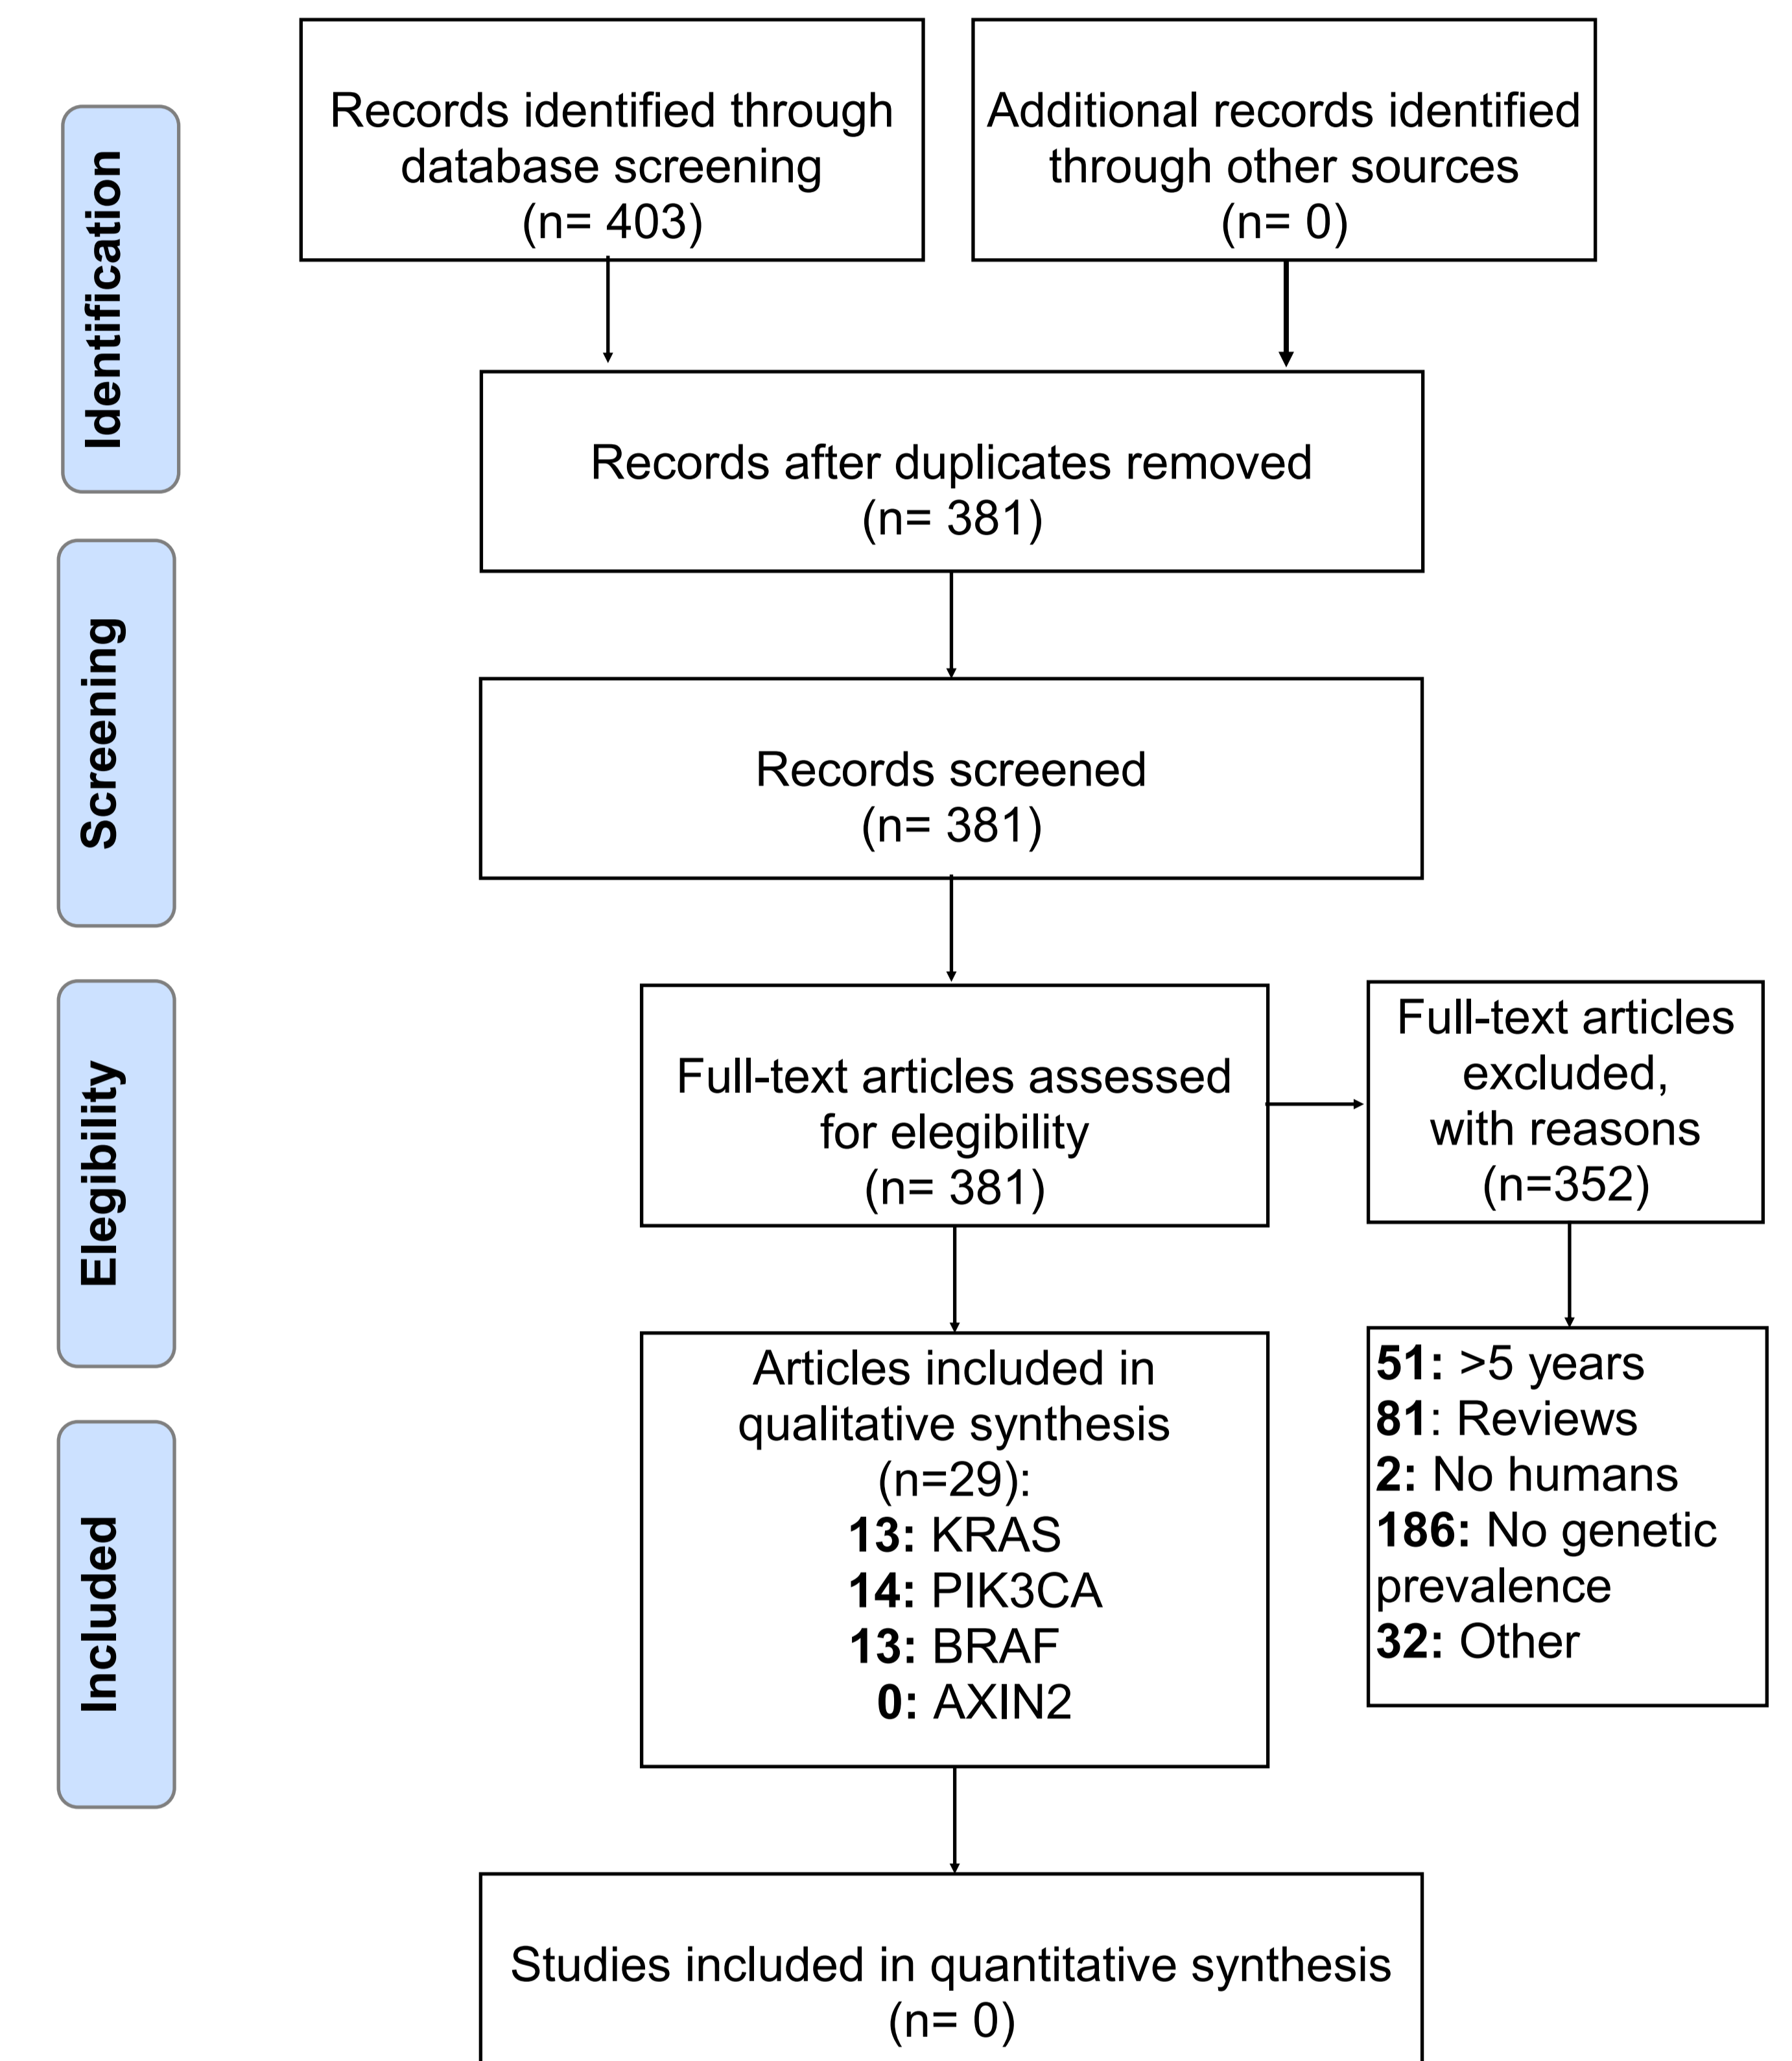 Identification
Records identified through
database screening
(n= 403)
Additional records identified
through other sources
(n= 0)
Records after duplicates removed
(n= 381)
Screening
Records screened
(n= 381)
Elegibility
Full-text articles assessed
for elegibility
(n= 381)
Full-text articles
excluded,
with reasons
(n=352)
Included
Articles included in
qualitative synthesis
(n=29):
13: KRAS
14: PIK3CA
13: BRAF
0: AXIN2
51: >5 years
81: Reviews
2: No humans
186: No genetic
prevalence
32: Other
Studies included in quantitative synthesis
(n= 0)